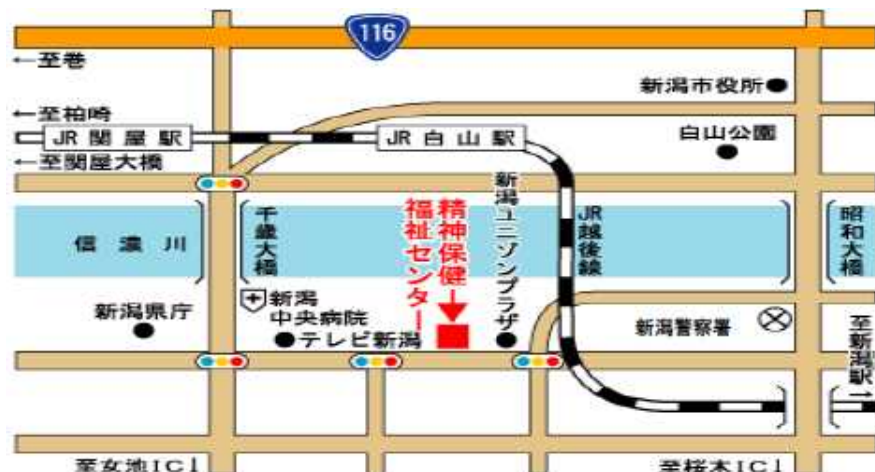 116
←至巻
新潟市役所
←至柏崎
JR関屋駅
JR白山駅
白山公園
←至関屋大橋
信濃川
千歳大橋
精神保健
福祉センター
新潟ユニゾンプラザ
JR越後線
昭和大橋
新潟県庁
新潟
中央病院
テレビ新潟
新潟警察署
至新潟駅→
至女池IC↓
至桜木IC↓